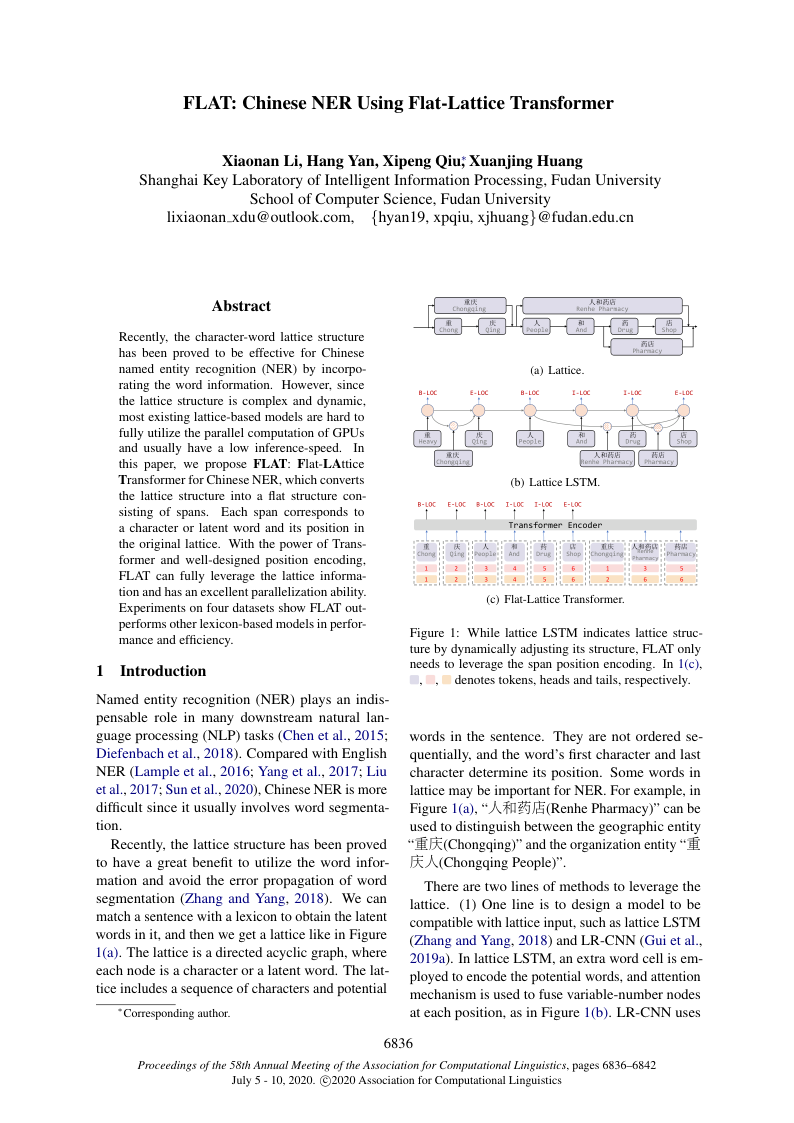 FLAT: Chinese NER Using Flat-Lattice Transformer
Xiaonan Li, Hang Yan, Xipeng Qiu,* Xuanjing Huang
Shanghai Key Laboratory of Intelligent Information Processing, Fudan University
School of Computer Science, Fudan University
lixiaonan_xdu@outlook.com, {hyan19, xpqiu, xjhuang}@fudan.edu.cn
Abstract
Recently, the character-word lattice structure
has been proved to be effective for Chinese
named entity recognition (NER) by incorpo-
rating the word information. However, since
the lattice structure is complex and dynamic,
most existing lattice-based models are hard to
fully utilize the parallel computation of GPUs
and usually have a low inference-speed. In
this paper, we propose FLAT: Flat-LAttice
Transformer for Chinese NER, which converts
the lattice structure into a flat structure con-
sisting of spans. Each span corresponds to
a character or latent word and its position in
the original lattice. With the power of Trans-
former and well-designed position encoding,
FLAT can fully leverage the lattice informa-
tion and has an excellent parallelization ability.
Experiments on four datasets show FLAT out-
performs other lexicon-based models in perfor-
mance and efficiency.
1 Introduction
Named entity recognition (NER) plays an indis-
pensable role in many downstream natural lan-
guage processing (NLP) tasks (Chen et al., 2015;
Diefenbach et al., 2018). Compared with English
NER (Lample et al., 2016; Yang et al., 2017; Liu
et al., 2017; Sun et al., 2020), Chinese NER is more
difficult since it usually involves word segmenta-
tion.
Recently, the lattice structure has been proved
to have a great benefit to utilize the word infor-
mation and avoid the error propagation of word
segmentation (Zhang and Yang, 2018). We can
match a sentence with a lexicon to obtain the latent
words in it, and then we get a lattice like in Figure
1(a). The lattice is a directed acyclic graph, where
each node is a character or a latent word. The lat-
tice includes a sequence of characters and potential
*Corresponding author.
重庆 人和药店
Chongqing Renhe Pharmacy
重 庆 人 和 药 店
Chong Qing People And Drug Shop
药店
Pharmacy
(a) Lattice.
B-LOC E-LOC B-LOC I-LOC I-LOC E-LOC
重 庆 人 和 药 店
Heavy Qing People And Drug Shop
重庆 人和药店 药店
Chongqing Renhe Pharmacy Pharmacy
(b) Lattice LSTM.
B-LOC E-LOC B-LOC I-LOC I-LOC E-LOC
Transformer Encoder
重 庆 人 和 药 店 重庆 人和药店 药店
Chong Qing People And Drug Shop Chongqing Renhe Pharmacy Pharmacy
1 2 3 4 5 6 1 3 5
1 2 3 4 5 6 2 6 6
(c) Flat-Lattice Transformer.
Figure 1: While lattice LSTM indicates lattice struc-
ture by dynamically adjusting its structure, FLAT only
needs to leverage the span position encoding. In 1(c),
, , denotes tokens, heads and tails, respectively.
words in the sentence. They are not ordered se-
quentially, and the word's first character and last
character determine its position. Some words in
lattice may be important for NER. For example, in
Figure 1(a), “人和药店(Renhe Pharmacy)” can be
used to distinguish between the geographic entity
“重庆(Chongqing)” and the organization entity “重
庆人(Chongqing People)”.
There are two lines of methods to leverage the
lattice. (1) One line is to design a model to be
compatible with lattice input, such as lattice LSTM
(Zhang and Yang, 2018) and LR-CNN (Gui et al.,
2019a). In lattice LSTM, an extra word cell is em-
ployed to encode the potential words, and attention
mechanism is used to fuse variable-number nodes
at each position, as in Figure 1(b). LR-CNN uses
6836
Proceedings of the 58th Annual Meeting of the Association for Computational Linguistics, pages 6836–6842
July 5 - 10, 2020. ©2020 Association for Computational Linguistics